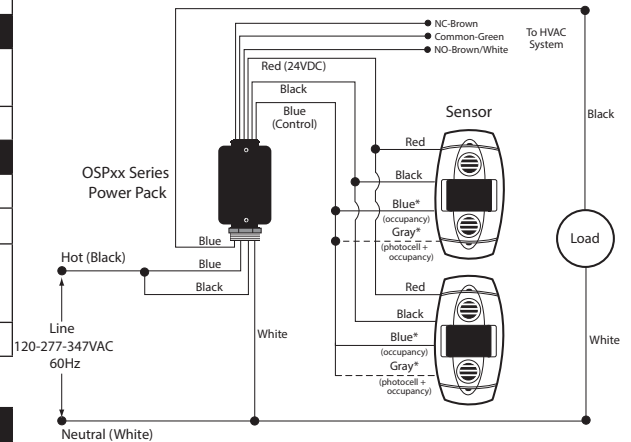 NC-Brown
Common-Green
NO-Brown/White
To HVAC
System
Red (24VDC)
Black
Blue
(Control)
Sensor
Black
Red
OSPxx Series
Power Pack
Black
Blue*
(occupancy)
Gray*
(photocell +
occupancy)
Load
Blue
Hot (Black)
Blue
Black
Red
Black
Line
120-277-347VAC
60Hz
White
Blue*
(occupancy)
Gray*
(photocell +
occupancy)
White
Neutral (White)